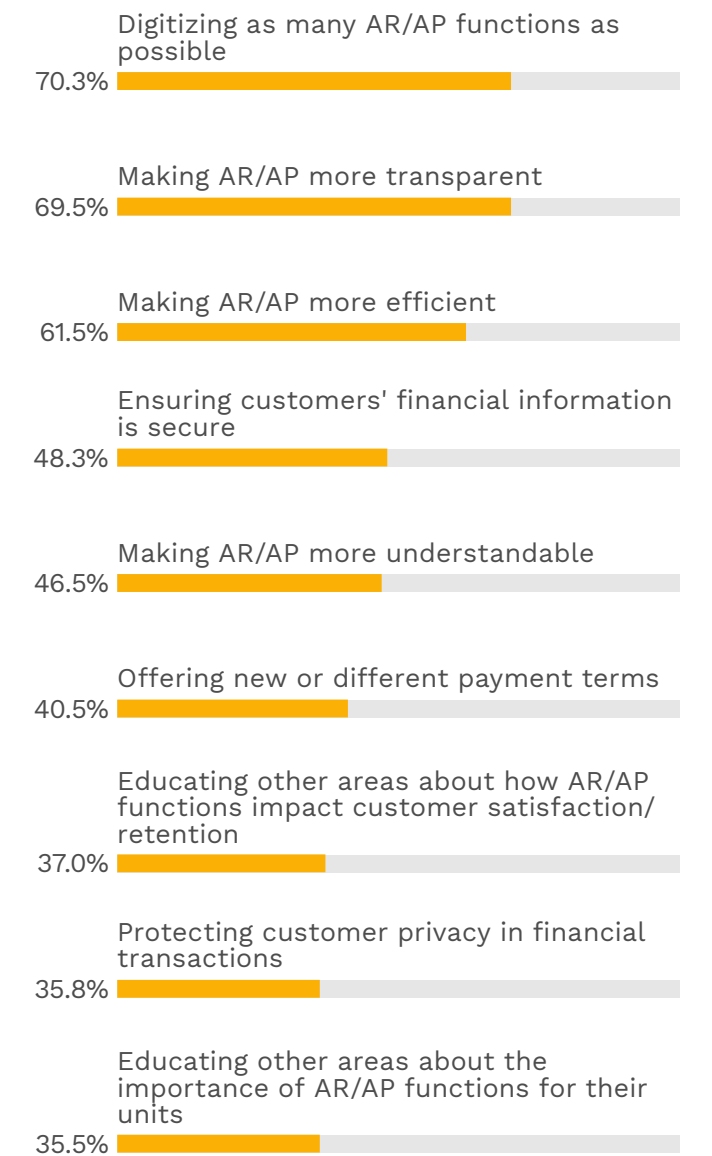 Digitizing as many AR/AP functions as
possible
70.3%
Making AR/AP more transparent
69.5%
Making AR/AP more efficient
61.5%
Ensuring customers' financial information
is secure
48.3%
Making AR/AP more understandable
46.5%
Offering new or different payment terms
40.5%
Educating other areas about how AR/AP
functions impact customer satisfaction/
retention
37.0%
Protecting customer privacy in financial
transactions
35.8%
Educating other areas about the
importance of AR/AP functions for their
units
35.5%